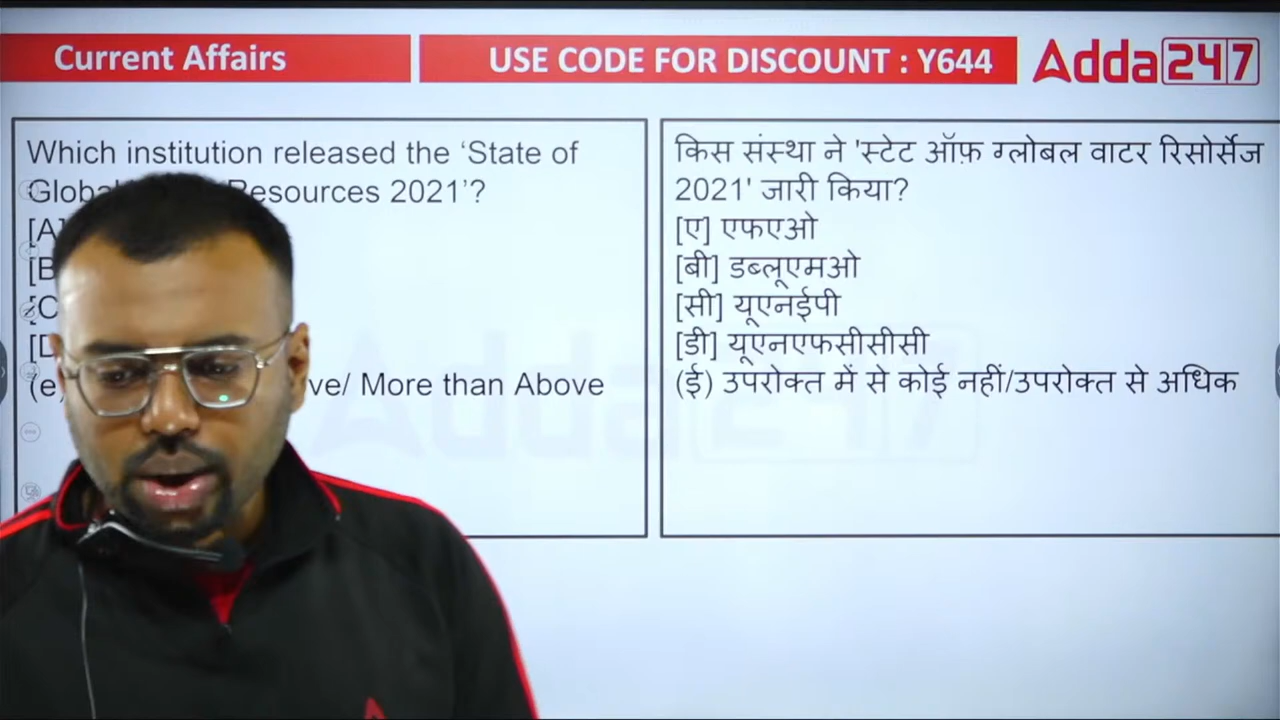 Current Affairs
USE CODE FOR DISCOUNT : Y644
Adda247
Which institution released the ‘State of
Resources 2021’?
[A]
[B
[C
[D
(e) ve/ More than Above
किस संस्था ने 'स्टेट ऑफ़ ग्लोबल वाटर रिसोर्सेज
2021' जारी किया?
[ए] एफएओ
[बी] डब्लूएमओ
[सी] यूएनईपी
[डी] यूएनएफसीसीसी
(ई) उपरोक्त में से कोई नहीं/उपरोक्त से अधिक